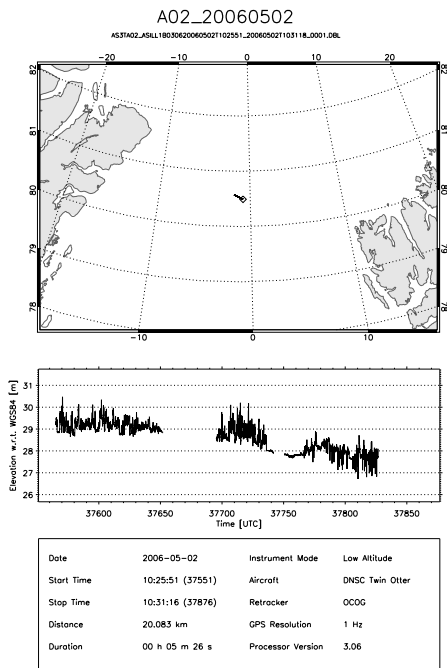 A02_20060502
AS3TA02_ASILL1B030620060502T102551_20060502T103118_0001.DBL
-20 -10 0 10 20
82 82
81 81
80 80
79 79
78 78
-10 0 10
Elevation w.r.t. WGS84 [m]
31
30
29
28
27
26
37600 37650 37700 37750 37800 37850
Time [UTC]
Date 2006-05-02 Instrument Mode Low Altitude
Start Time 10:25:51 (37551) Aircraft DNSC Twin Otter
Stop Time 10:31:16 (37876) Retracker OCOG
Distance 20.083 km GPS Resolution 1 Hz
Duration 00 h 05 m 26 s Processor Version 3.06